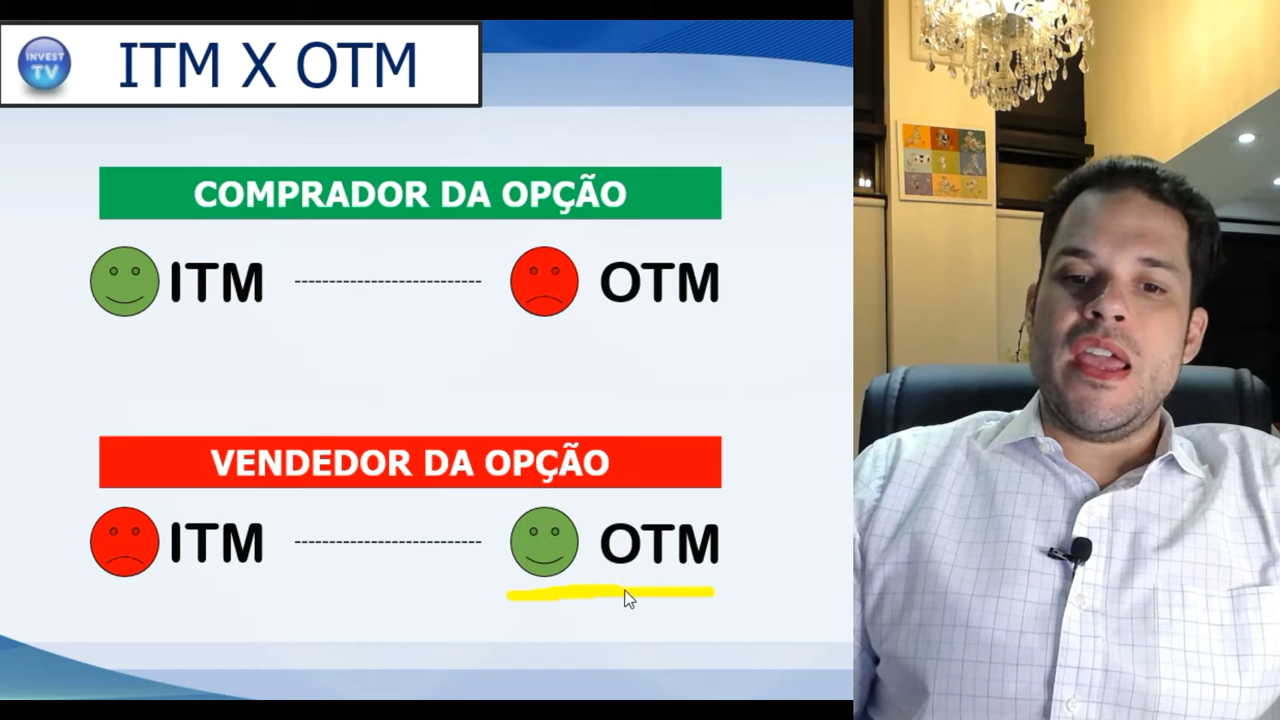 INVEST
TV
ITM X OTM
COMPRADOR DA OPÇÃO
ITM --------------------------- OTM
VENDEDOR DA OPÇÃO
ITM --------------------------- OTM